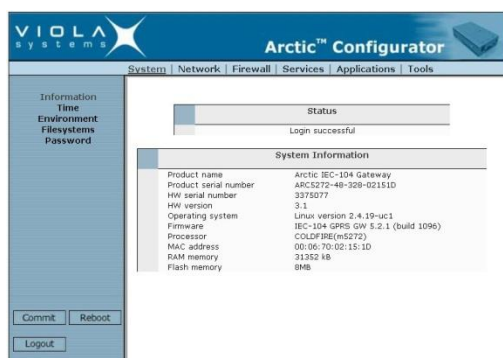 VIOLA
systems
Arctic™ Configurator
System | Network | Firewall | Services | Applications | Tools
Information
Time
Environment
Filesystems
Password
Status
Login successful
System Information
Product name Arctic IEC-104 Gateway
Product serial number ARC5272-48-328-02151D
HW serial number 3375077
HW version 3.1
Operating system Linux version 2.4.19-uc1
Firmware IEC-104 GPRS GW 5.2.1 (build 1096)
Processor COLDFIRE(m5272)
MAC address 00:06:70:02:15:1D
RAM memory 31352 kB
Flash memory 8MB
Commit Reboot
Logout